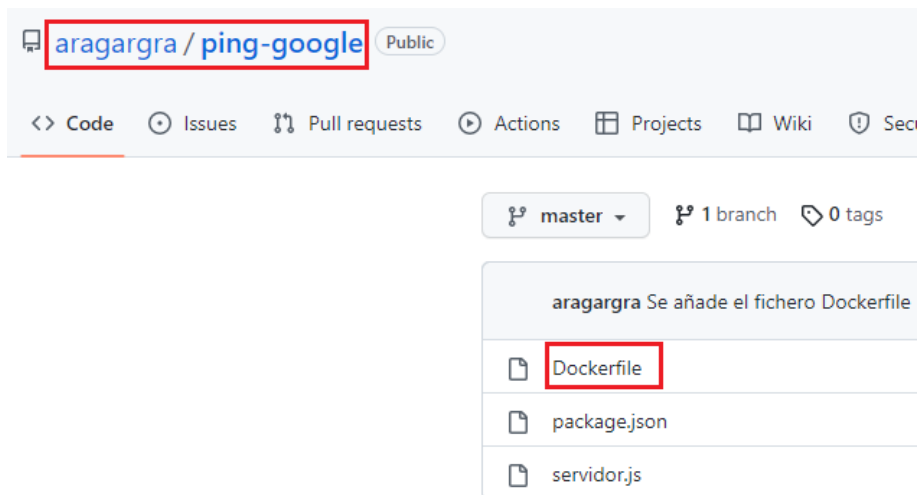 aragargra / ping-google Public
Code Issues Pull requests Actions Projects Wiki
master 1 branch 0 tags
aragargra Se añade el fichero Dockerfile
Dockerfile
package.json
servidor.js